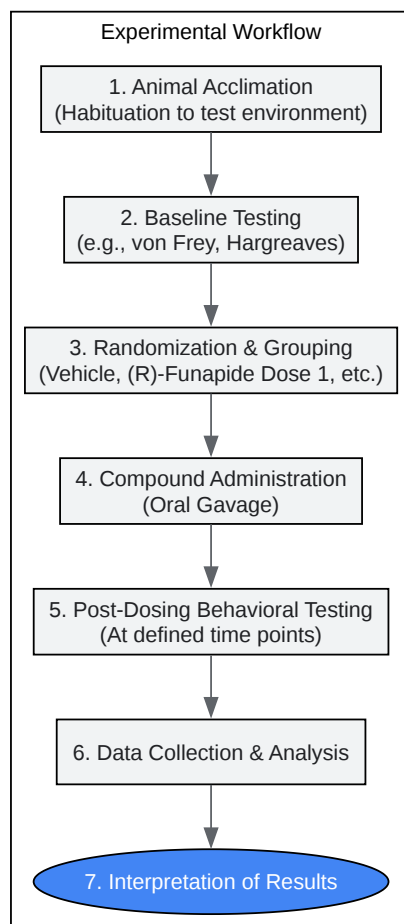 Experimental Workflow
1. Animal Acclimation
(Habituation to test environment)
2. Baseline Testing
(e.g., von Frey, Hargreaves)
3. Randomization & Grouping
(Vehicle, (R)-Funapide Dose 1, etc.)
4. Compound Administration
(Oral Gavage)
5. Post-Dosing Behavioral Testing
(At defined time points)
6. Data Collection & Analysis
7. Interpretation of Results